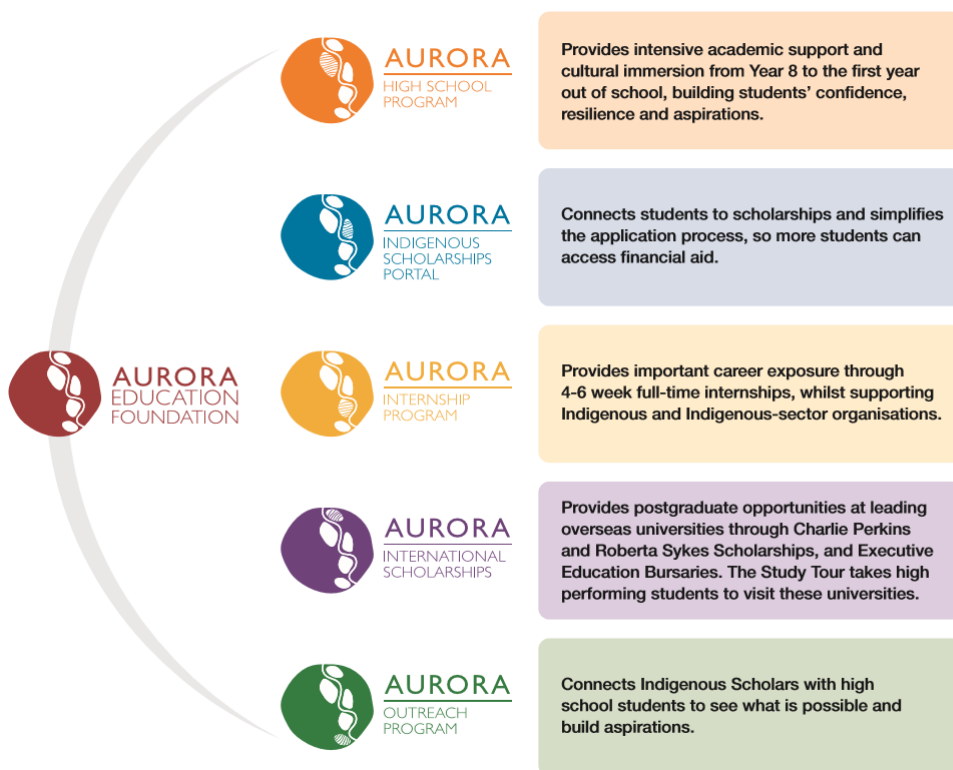 AURORA
EDUCATION
FOUNDATION
AURORA
HIGH SCHOOL
PROGRAM
Provides intensive academic support and
cultural immersion from Year 8 to the first year
out of school, building students’ confidence,
resilience and aspirations.
AURORA
INDIGENOUS
SCHOLARSHIPS
PORTAL
Connects students to scholarships and simplifies
the application process, so more students can
access financial aid.
AURORA
INTERNSHIP
PROGRAM
Provides important career exposure through
4-6 week full-time internships, whilst supporting
Indigenous and Indigenous-sector organisations.
AURORA
INTERNATIONAL
SCHOLARSHIPS
Provides postgraduate opportunities at leading
overseas universities through Charlie Perkins
and Roberta Sykes Scholarships, and Executive
Education Bursaries. The Study Tour takes high
performing students to visit these universities.
AURORA
OUTREACH
PROGRAM
Connects Indigenous Scholars with high
school students to see what is possible and
build aspirations.